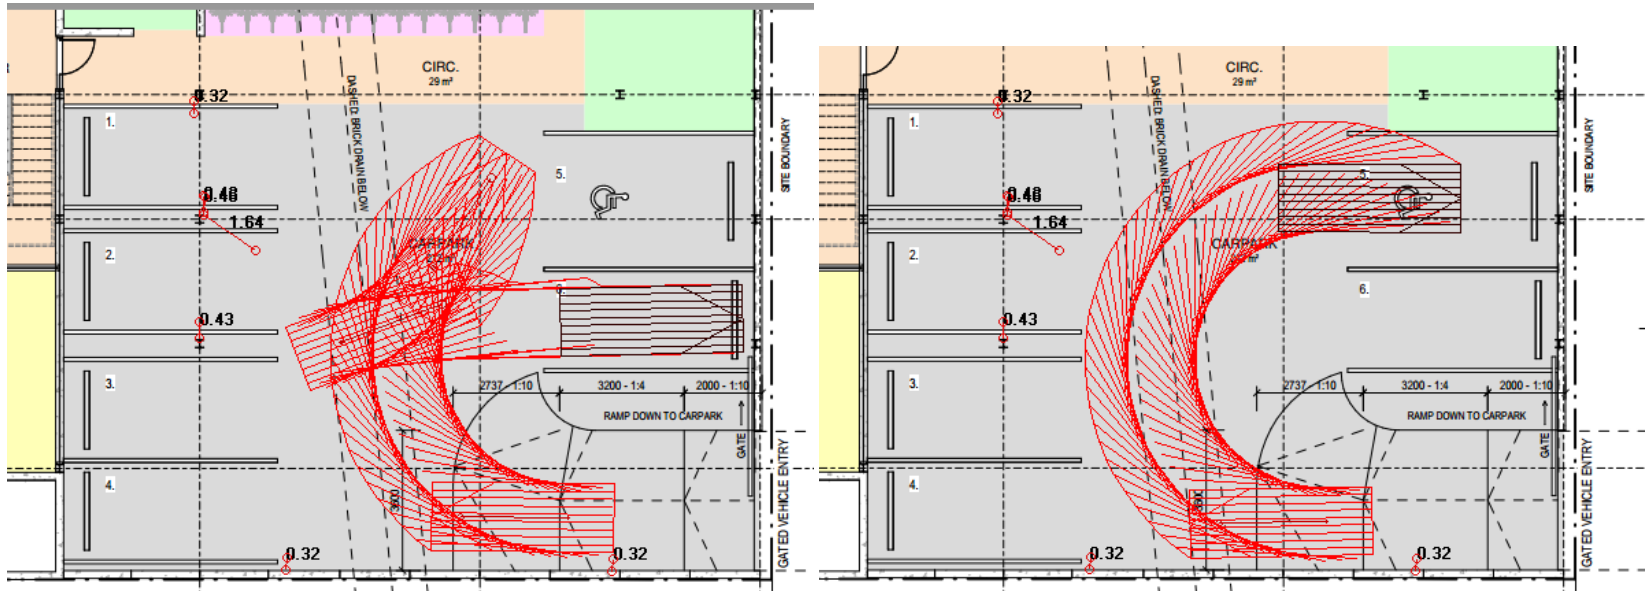 CIRC.
29 m²
DASHED: BRICK DRAIN BELOW
0.32
1.
0.48
1.64
5.
2.
CARPARK
SITE BOUNDARY
6.
0.43
3.
2737 - 1:10
3200 - 1:4
2000 - 1:10
RAMP DOWN TO CARPARK
GATE
4.
3600
GATED VEHICLE ENTRY
0.32
0.32
CIRC.
29 m²
DASHED: BRICK DRAIN BELOW
0.32
1.
0.48
1.64
5.
2.
CARPARK
SITE BOUNDARY
6.
0.43
3.
2737 - 1:10
3200 - 1:4
2000 - 1:10
RAMP DOWN TO CARPARK
GATE
4.
3600
GATED VEHICLE ENTRY
0.32
0.32